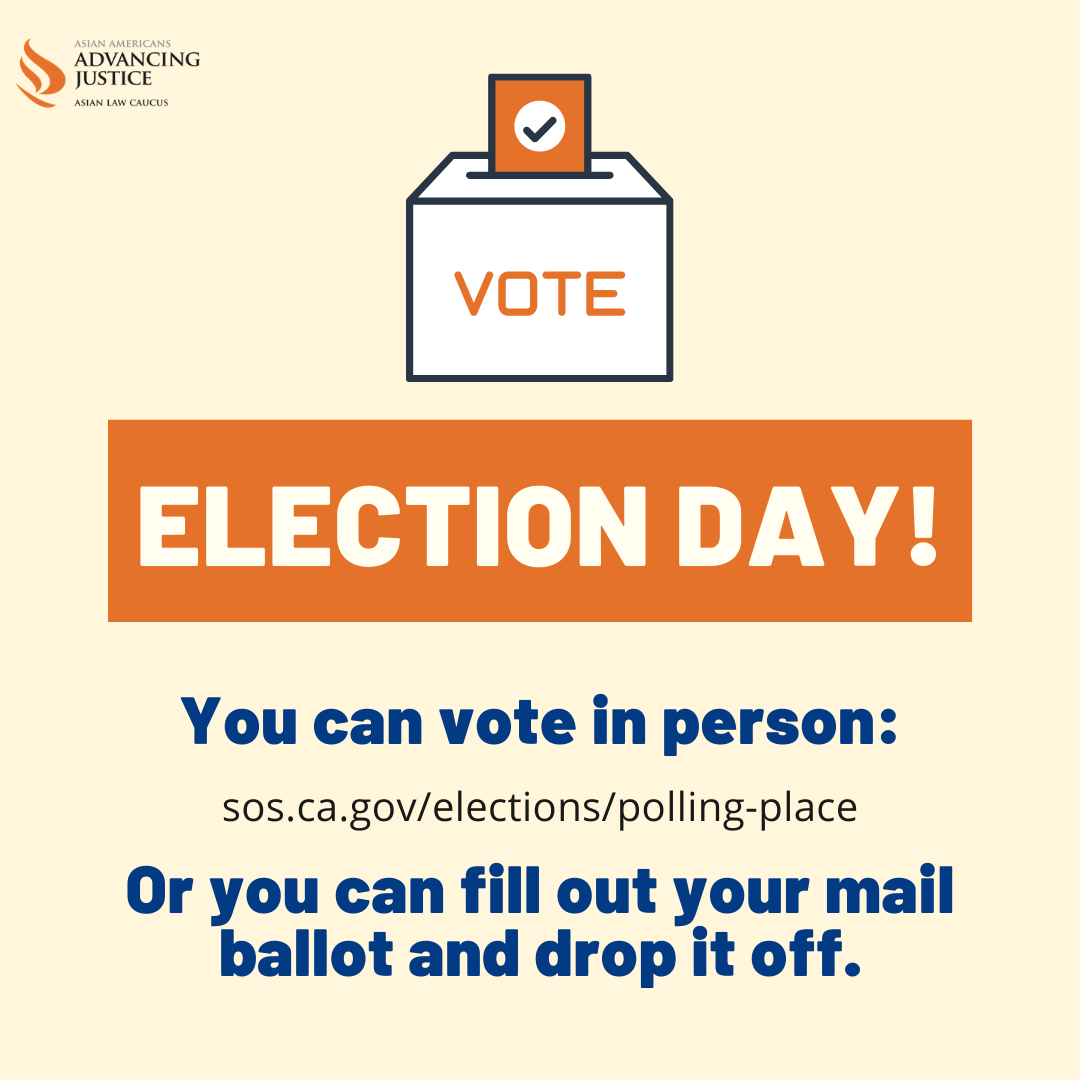 ASIAN AMERICANS
ADVANCING
JUSTICE
ASIAN LAW CAUCUS
VOTE
ELECTION DAY!
You can vote in person:
sos.ca.gov/elections/polling-place
Or you can fill out your mail
ballot and drop it off.